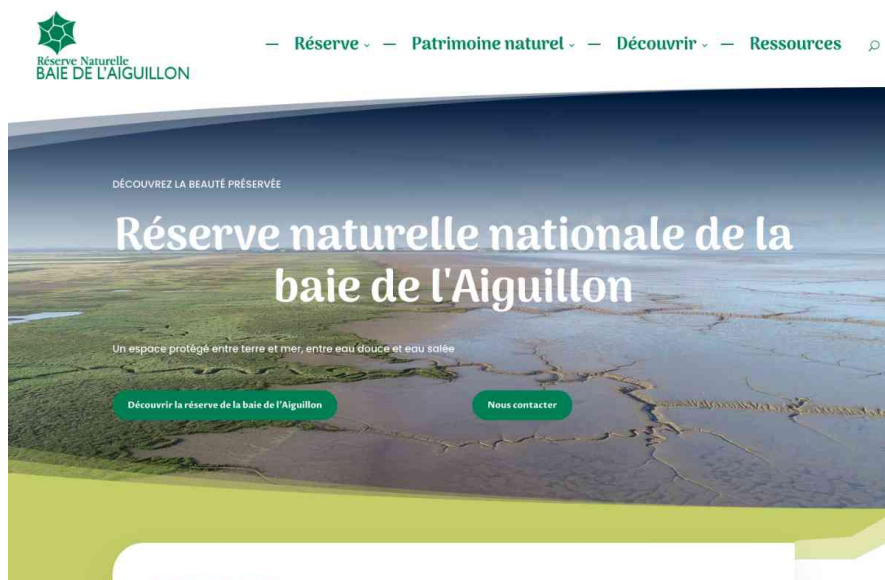 Réserve Naturelle
BAIE DE L'AIGUILLON
Réserve
Patrimoine naturel
Découvrir
Ressources
DÉCOUVREZ LA BEAUTÉ PRÉSERVÉE
Réserve naturelle nationale de la
baie de l'Aiguillon
Un espace protégé entre terre et mer, entre eau douce et eau salée
Découvrir la réserve de la baie de l'Aiguillon
Nous contacter